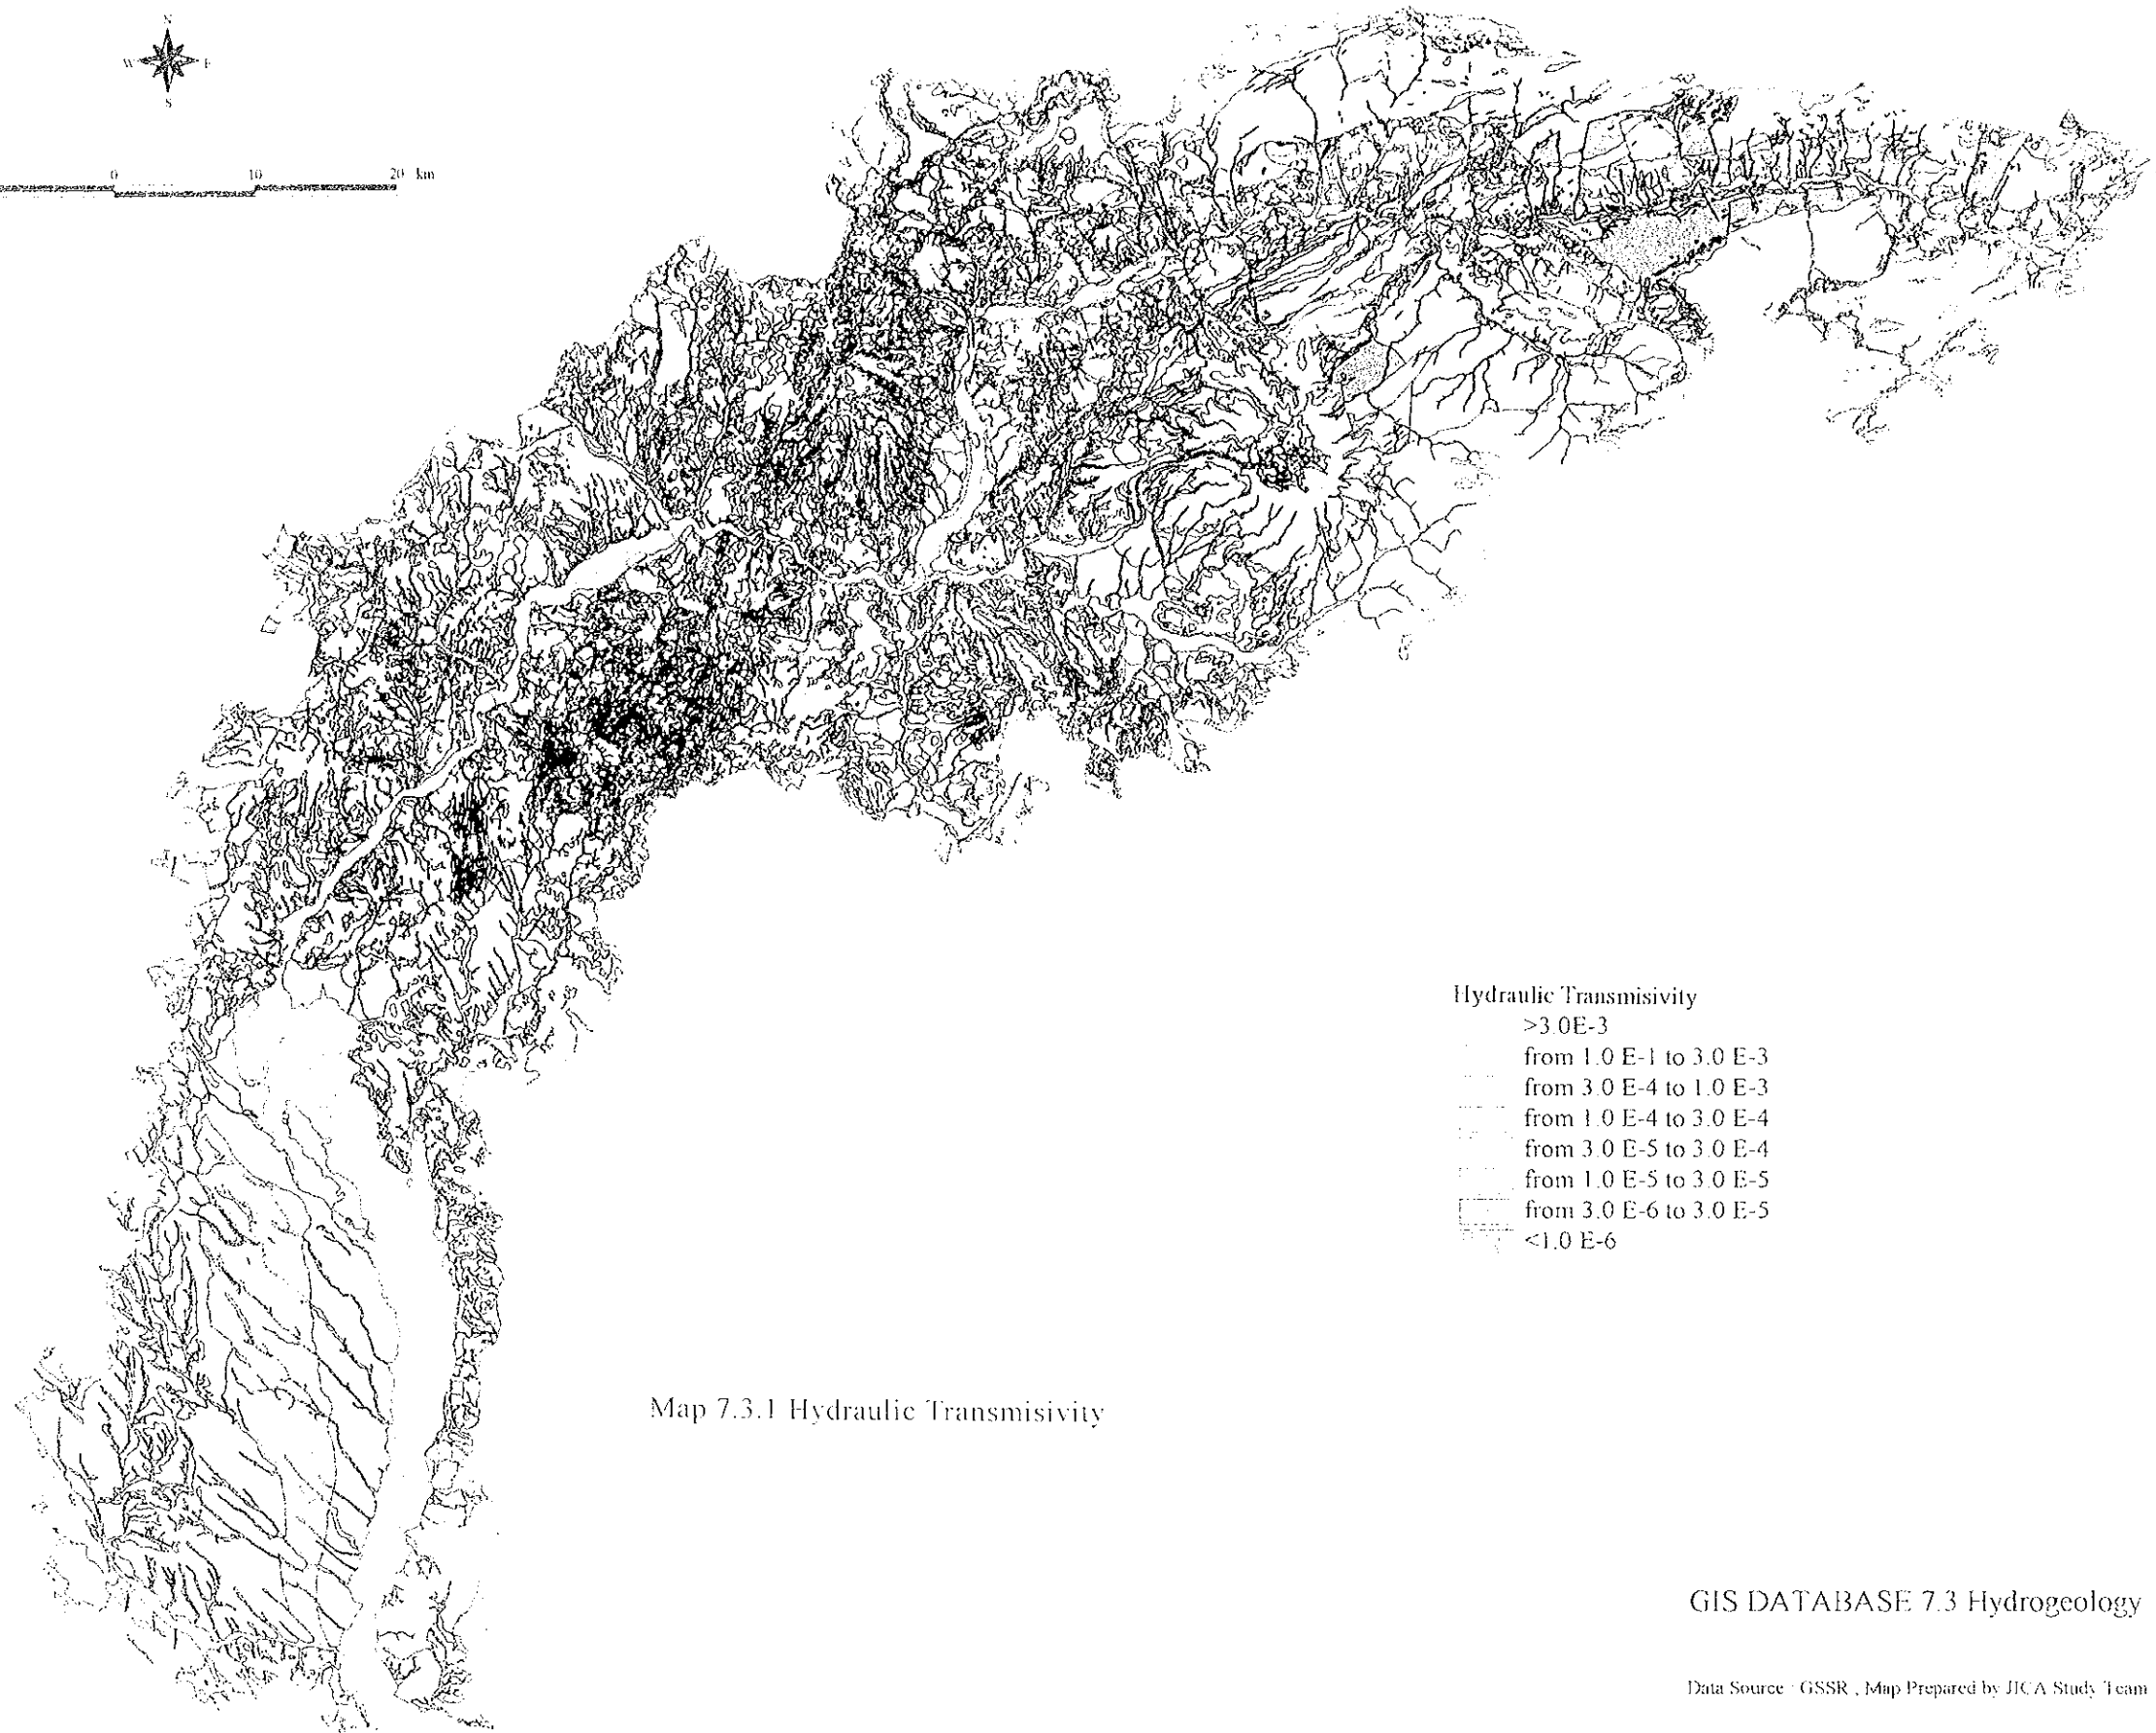 N
W E
S
0 10 20 km
Hydraulic Transmisivity
>3.0E-3
from 1.0 E-1 to 3.0 E-3
from 3.0 E-4 to 1.0 E-3
from 1.0 E-4 to 3.0 E-4
from 3.0 E-5 to 3.0 E-4
from 1.0 E-5 to 3.0 E-5
from 3.0 E-6 to 3.0 E-5
<1.0 E-6
Map 7.3.1 Hydraulic Transmisivity
GIS DATABASE 7.3 Hydrogeology
Data Source : GSSR , Map Prepared by JICA Study Team